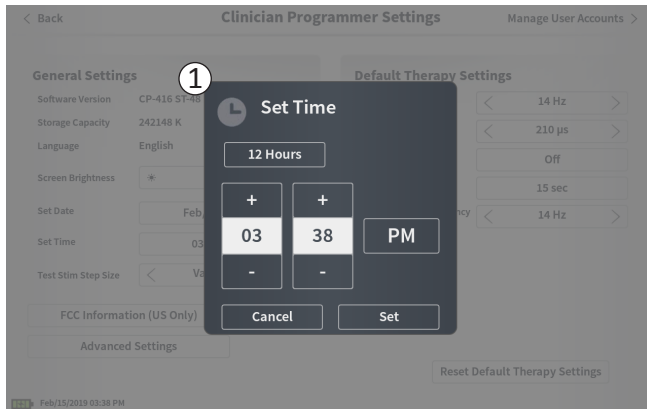 Back
Clinician Programmer Settings
Manage User Accounts
General Settings
Default Therapy Settings
1
Software Version CP-416 ST-48
14 Hz
Storage Capacity 242148 K
210 µs
Language English
Off
Screen Brightness
15 sec
Set Date Feb,
14 Hz
Set Time 03
Test Stim Step Size Va
Set Time
12 Hours
+ +
03 38 PM
- -
Cancel Set
FCC Information (US Only)
Advanced Settings
Reset Default Therapy Settings
Feb/15/2019 03:38 PM